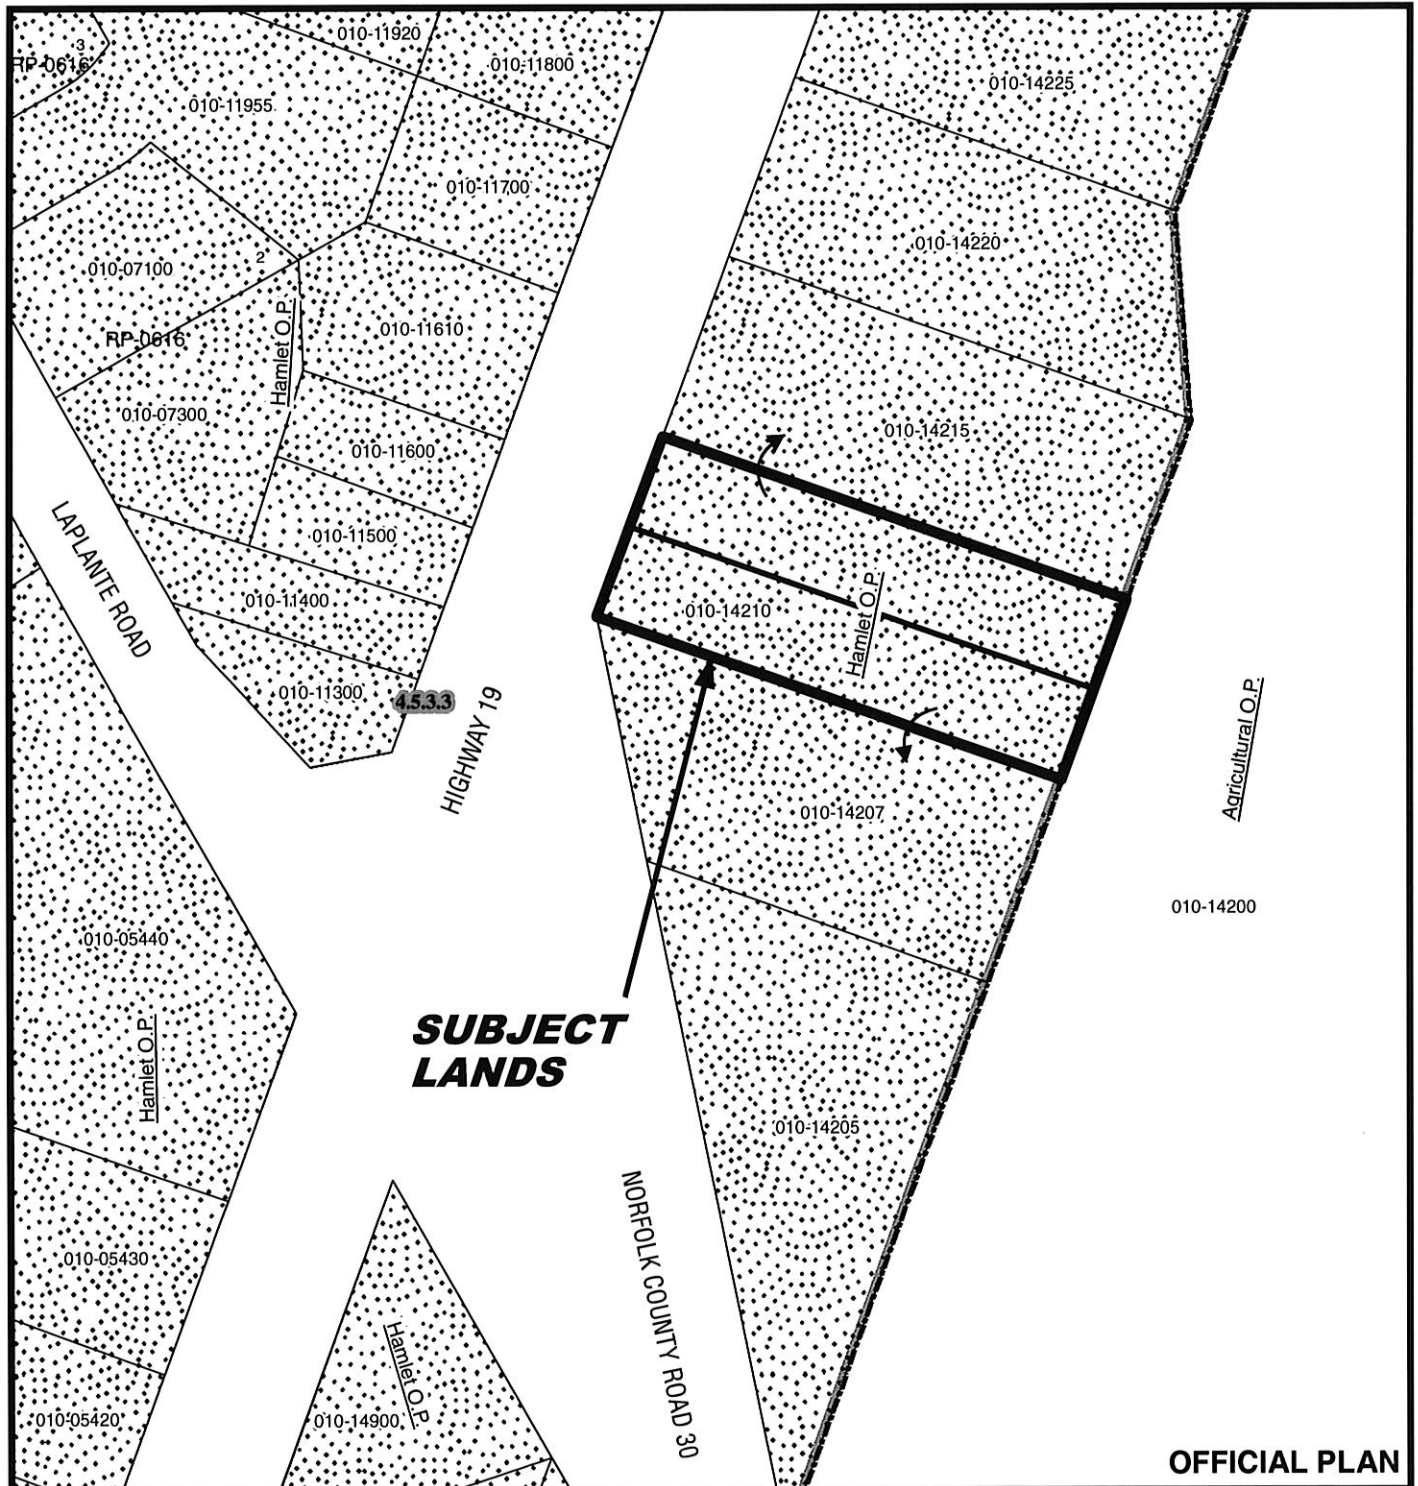 010-11920
3
RP-0616
010-11800
010-14225
010-11955
010-11700
010-14220
2
010-07100
010-11610
RP-0616
Hamlet O.P.
010-07300
010-14215
010-11600
010-11500
LAPLANTE ROAD
010-11400
010-14210
Hamlet O.P.
010-11300
4.5.3.3
HIGHWAY 19
Agricultural O.P.
010-14207
010-14200
010-05440
SUBJECT
LANDS
Hamlet O.P.
010-14205
010-05430
NORFOLK COUNTY ROAD 30
Hamlet O.P.
010-05420
010-14900
OFFICIAL PLAN